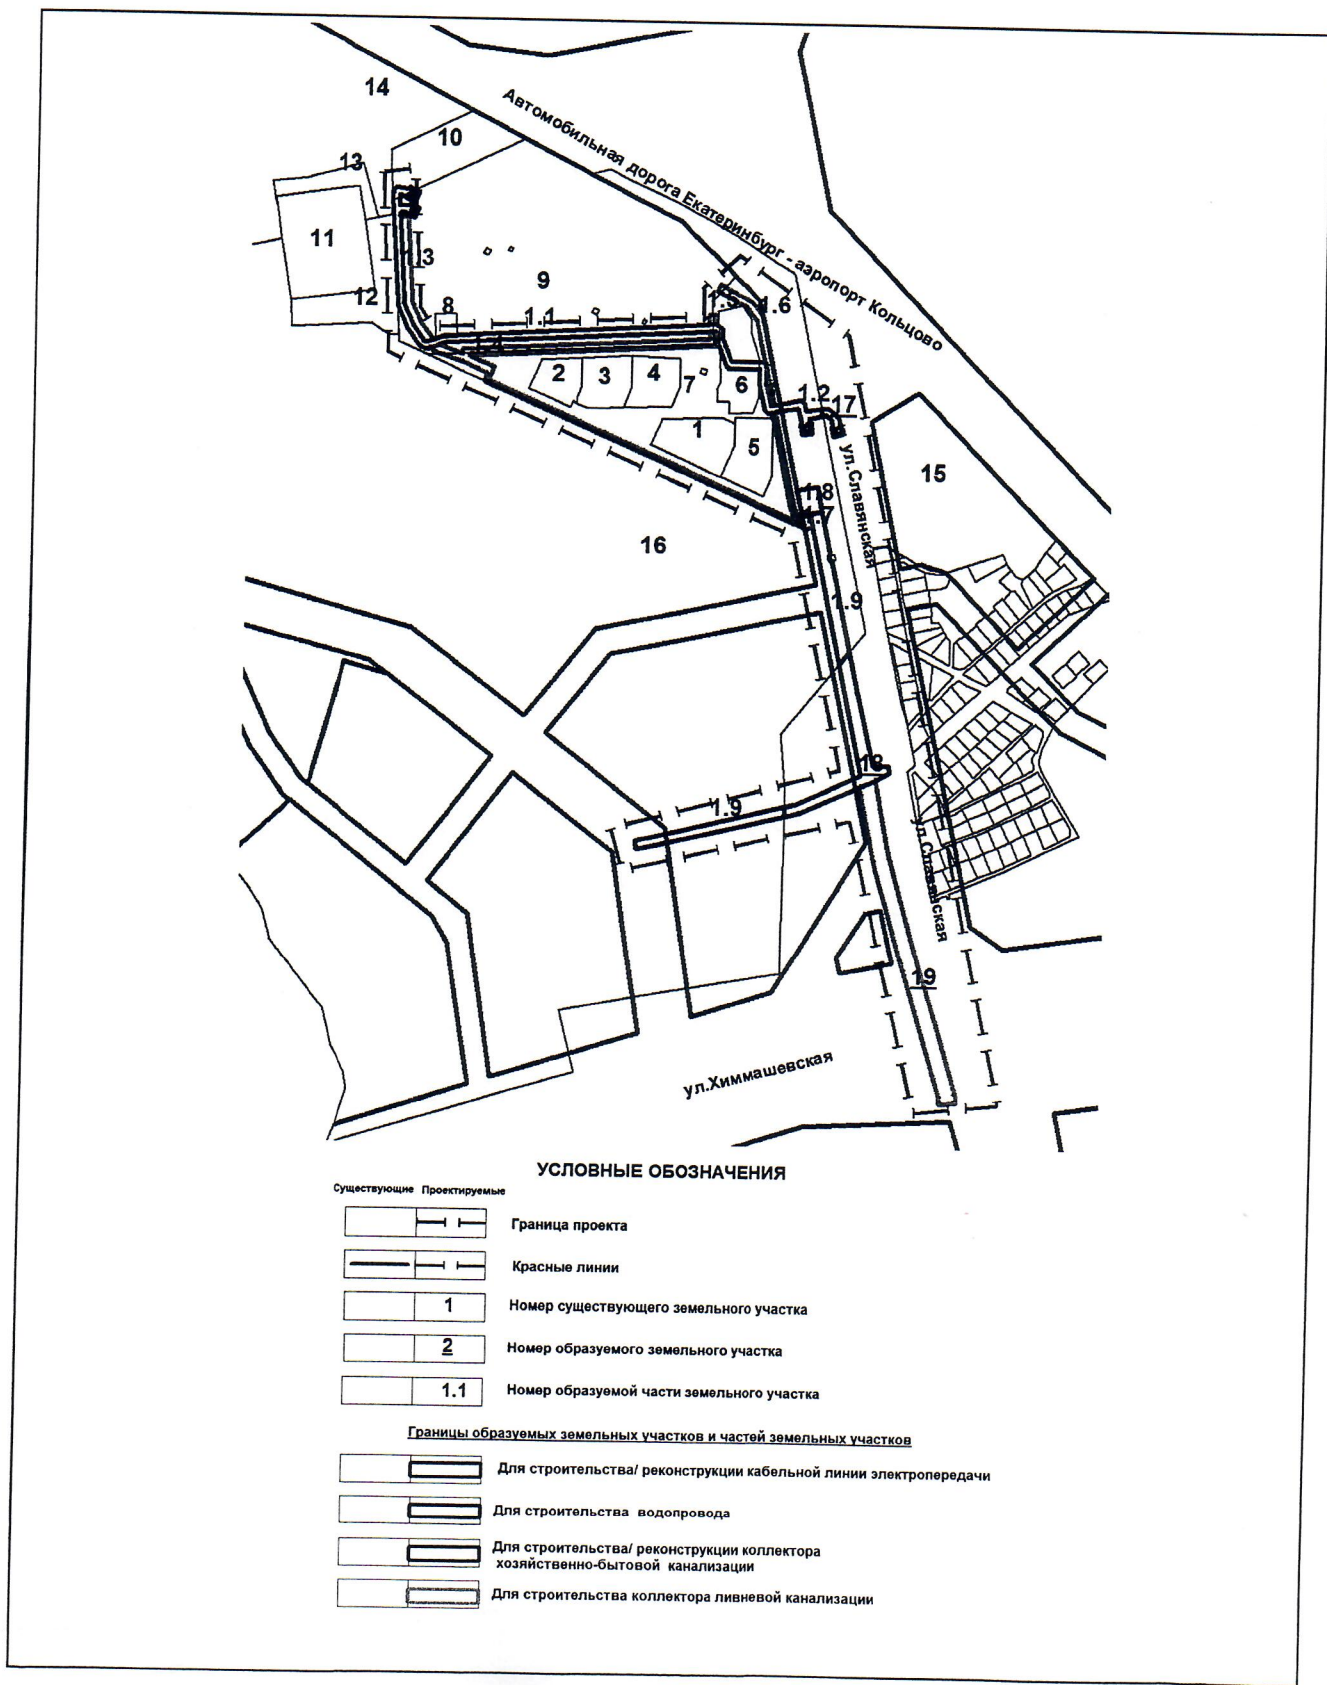 14
Автомобильная дорога Екатеринбург - аэропорт Кольцово
10
13
11
3
9
12
8
1.1
1.6
2
3
4
7
6
1.2
17
1
5
15
ул.Славянская
1.8
1.7
16
1.9
18
1.9
ул.Славянская
19
ул.Химмашевская
УСЛОВНЫЕ ОБОЗНАЧЕНИЯ
Существующие Проектируемые
Граница проекта
Красные линии
1 Номер существующего земельного участка
2 Номер образуемого земельного участка
1.1 Номер образуемой части земельного участка
Границы образуемых земельных участков и частей земельных участков
Для строительства/ реконструкции кабельной линии электропередачи
Для строительства водопровода
Для строительства/ реконструкции коллектора
хозяйственно-бытовой канализации
Для строительства коллектора ливневой канализации